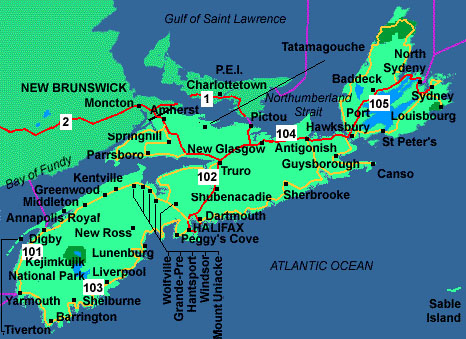 Gulf of Saint Lawrence
Tatamagouche
North
Sydeny
P.E.I.
Charlottetown
Baddeck
NEW BRUNSWICK
Moncton
1
Northumberland
Strait
105
Sydney
Amherst
Pictou
Port
Hawksbury
Louisbourg
2
104
Springhill
New Glasgow
Antigonish
St Peter's
Parrsboro
Guysborough
Bay of Fundy
Truro
Canso
Kentville
102
Greenwood
Shubenacadie
Sherbrooke
Middleton
Annapolis Royal
Dartmouth
HALIFAX
New Ross
Peggy's Cove
Digby
101
Lunenburg
Kejimkujik
National Park
Liverpool
ATLANTIC OCEAN
103
Wolfville
Grande-Pre
Hantsport
Windsor
Mount Uniacke
Yarmouth
Shelburne
Barrington
Tiverton
Sable
Island